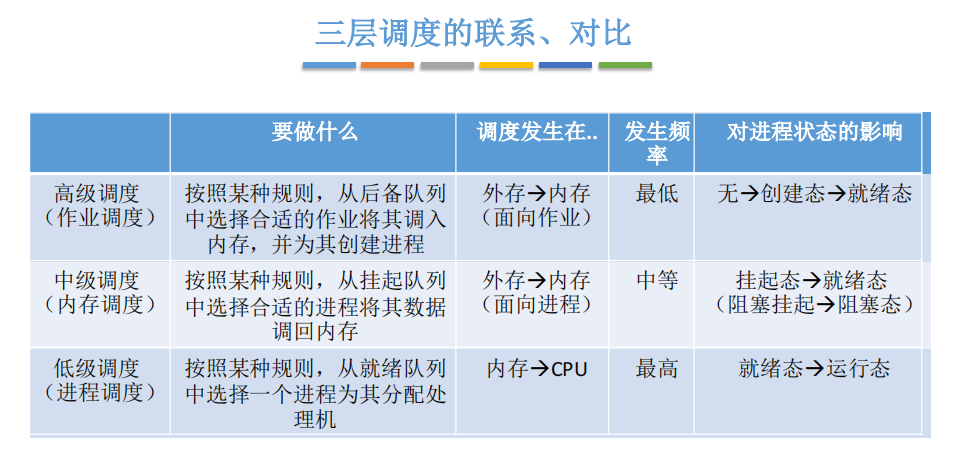 三层调度的联系、对比
要做什么
调度发生在..
发生频
率
对进程状态的影响
高级调度
（作业调度）
按照某种规则，从后备队列
中选择合适的作业将其调入
内存，并为其创建进程
外存→内存
（面向作业）
最低
无→创建态→就绪态
中级调度
（内存调度）
按照某种规则，从挂起队列
中选择合适的进程将其数据
调回内存
外存→内存
（面向进程）
中等
挂起态→就绪态
（阻塞挂起→阻塞态）
低级调度
（进程调度）
按照某种规则，从就绪队列
中选择一个进程为其分配处
理机
内存→CPU
最高
就绪态→运行态